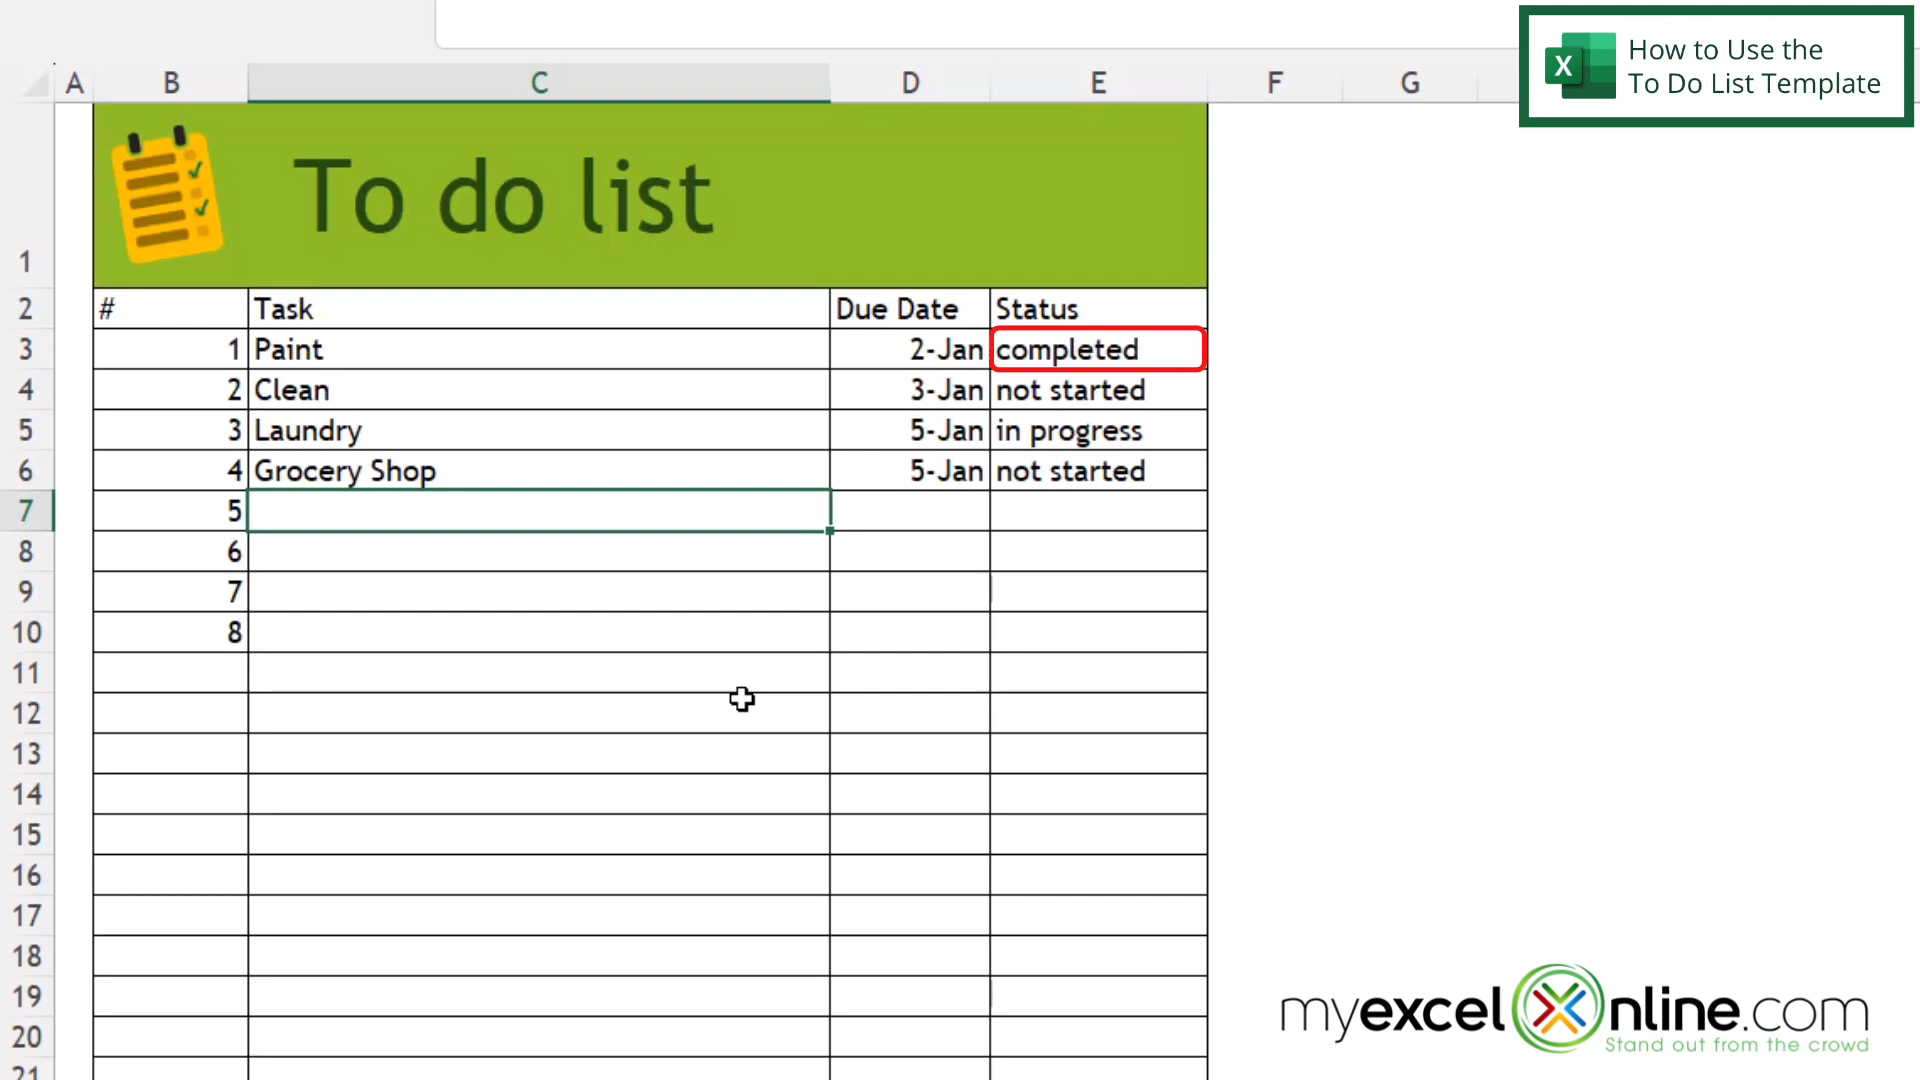 How to Use the
To Do List Template
X
A B C D E F G
To do list
1
2 # Task Due Date Status
3 1 Paint 2-Jan completed
4 2 Clean 3-Jan not started
5 3 Laundry 5-Jan in progress
6 4 Grocery Shop 5-Jan not started
7 5
8 6
9 7
10 8
11
12
13
14
15
16
17
18
19
20
21
myexcelOnline.com
Stand out from the crowd